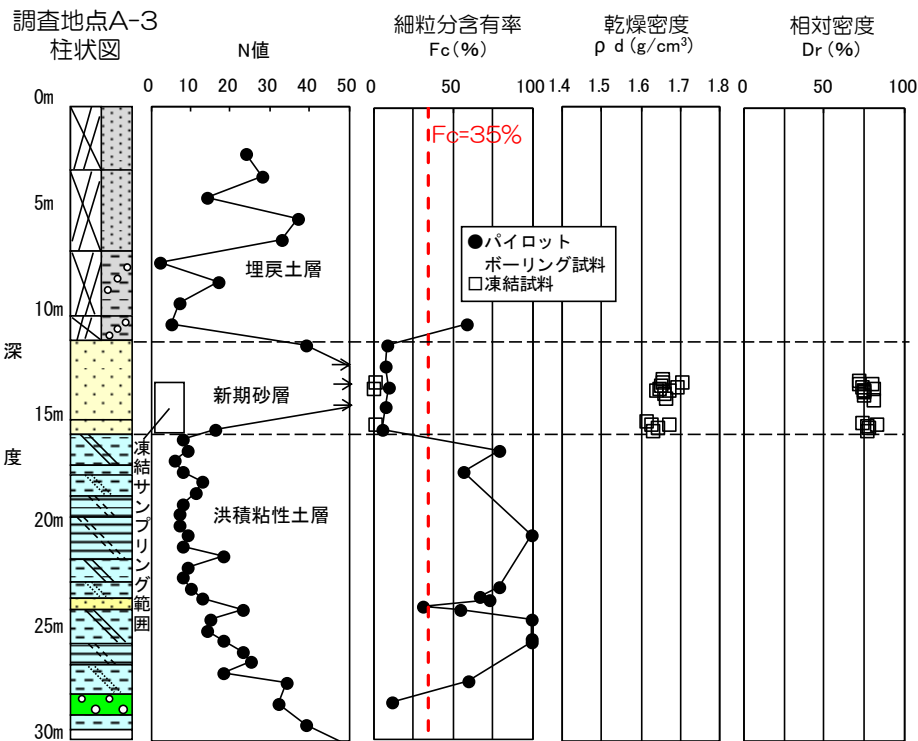 調査地点A-3
柱状図
N値
細粒分含有率
Fc(%)
乾燥密度
ρ d (g/cm³)
相対密度
Dr (%)
0 10 20 30 40 50
0 50 100
1.4 1.5 1.6 1.7 1.8
0 100
0m
5m
10m
15m
20m
25m
30m
深
度
Fc=35%
●パイロット
ボーリング試料
□凍結試料
埋戻土層
新期砂層
洪積粘性土層
凍結サンプリング範囲